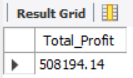 Result Grid
Total_Profit
508194.14